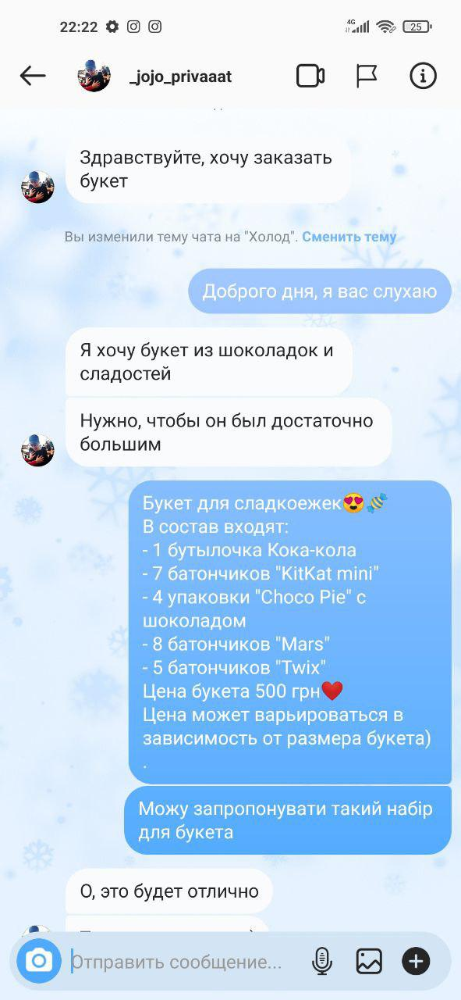 22:22
4G
25
_jojo_privaaat
Здравствуйте, хочу заказать
букет
Вы изменили тему чата на "Холод". Сменить тему
Доброго дня, я вас слухаю
Я хочу букет из шоколадок и
сладостей
Нужно, чтобы он был достаточно
большим
Букет для сладкоежек😍🍬
В состав входят:
- 1 бутылочка Кока-кола
- 7 батончиков "KitKat mini"
- 4 упаковки "Choco Pie" с
шоколадом
- 8 батончиков "Mars"
- 5 батончиков "Twix"
Цена букета 500 грн❤️
Цена может варьироваться в
зависимость от размера букета)
.
Можу запропонувати такий набір
для букета
О, это будет отлично
Отправить сообщение...